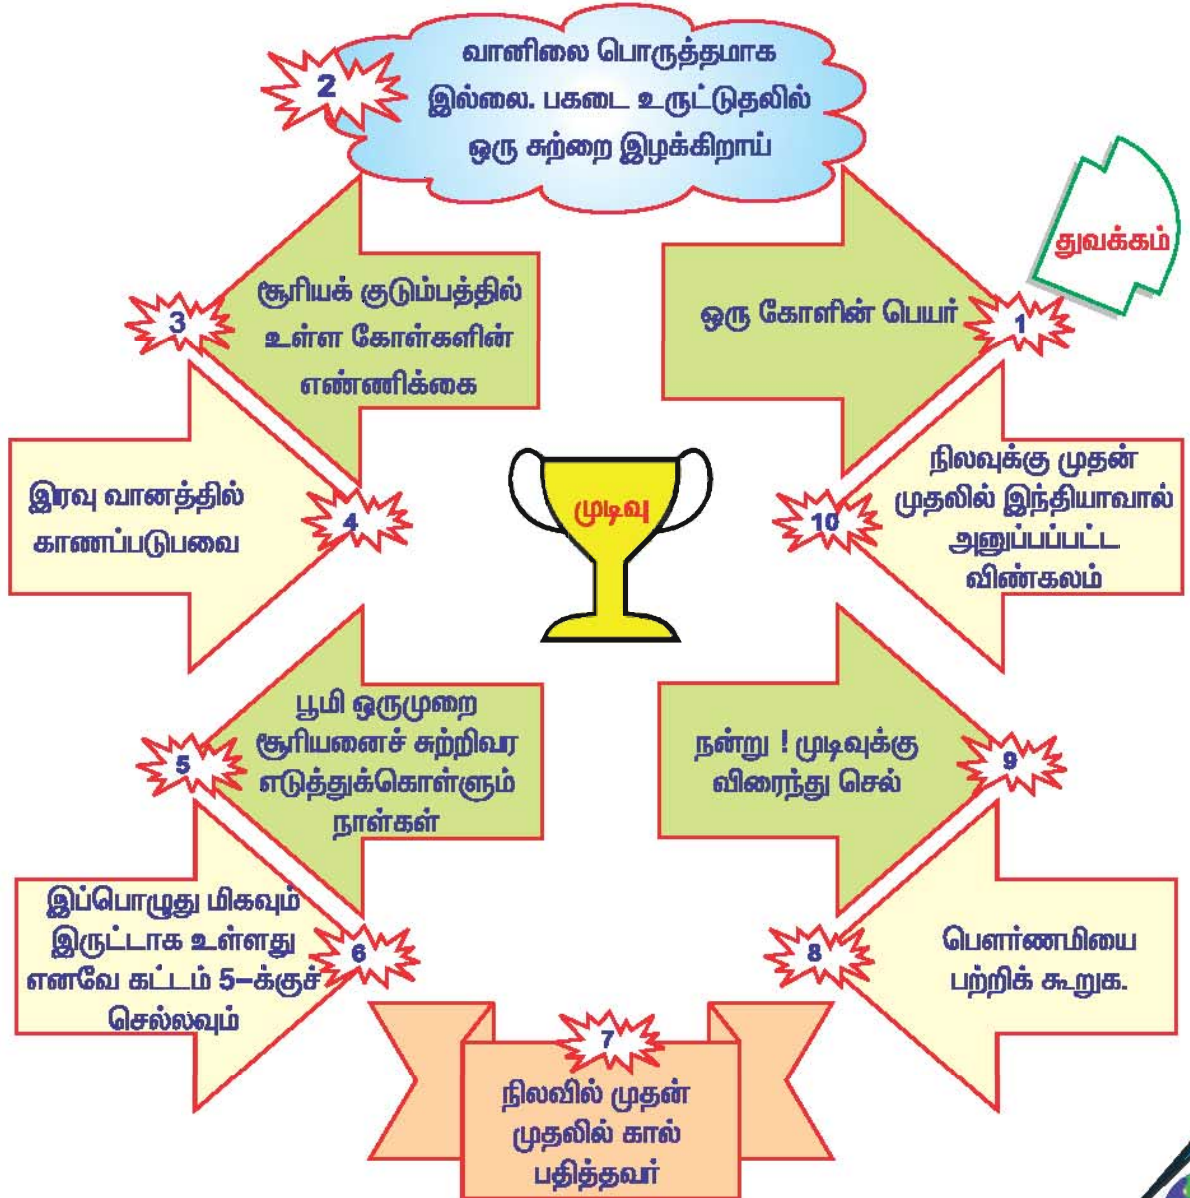 துவக்கம்
1
ஒரு கோளின் பெயர்
2
வானிலை பொருத்தமாக
இல்லை. பகடை உருட்டுதலில்
ஒரு சுற்றை இழக்கிறாய்
3
சூரியக் குடும்பத்தில்
உள்ள கோள்களின்
எண்ணிக்கை
4
இரவு வானத்தில்
காணப்படுபவை
5
பூமி ஒருமுறை
சூரியனைச் சுற்றிவர
எடுத்துக்கொள்ளும்
நாள்கள்
6
இப்பொழுது மிகவும்
இருட்டாக உள்ளது
எனவே கட்டம் 5–க்குச்
செல்லவும்
7
நிலவில் முதன்
முதலில் கால்
பதித்தவர்
8
பௌர்ணமியை
பற்றிக் கூறுக.
9
நன்று ! முடிவுக்கு
விரைந்து செல்
10
நிலவுக்கு முதன்
முதலில் இந்தியாவால்
அனுப்பப்பட்ட
விண்கலம்
முடிவு